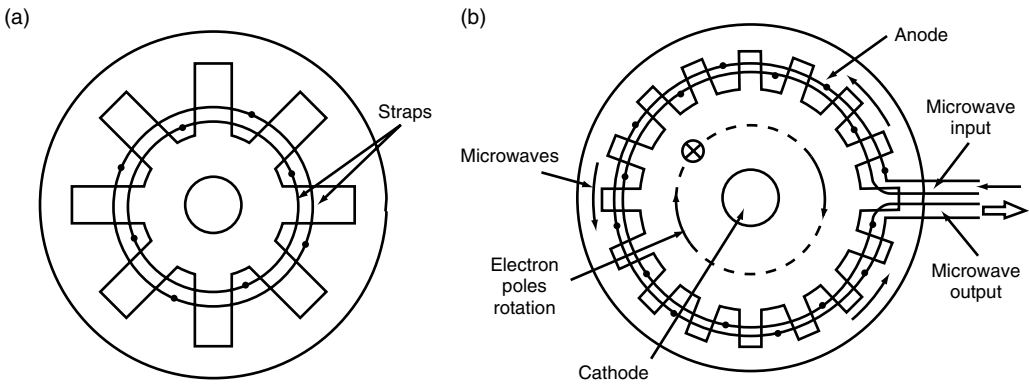 (a)
Straps
(b)
Anode
Microwave
input
Microwaves
Electron
poles
rotation
Microwave
output
Cathode